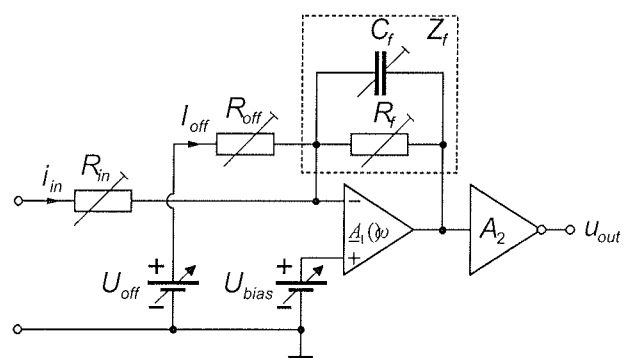 C_f
Z_f
I_off
R_off
R_f
i_in
R_in
−
A_1(jω
A_2
u_out
+
U_off
−
+
U_bias
−
+